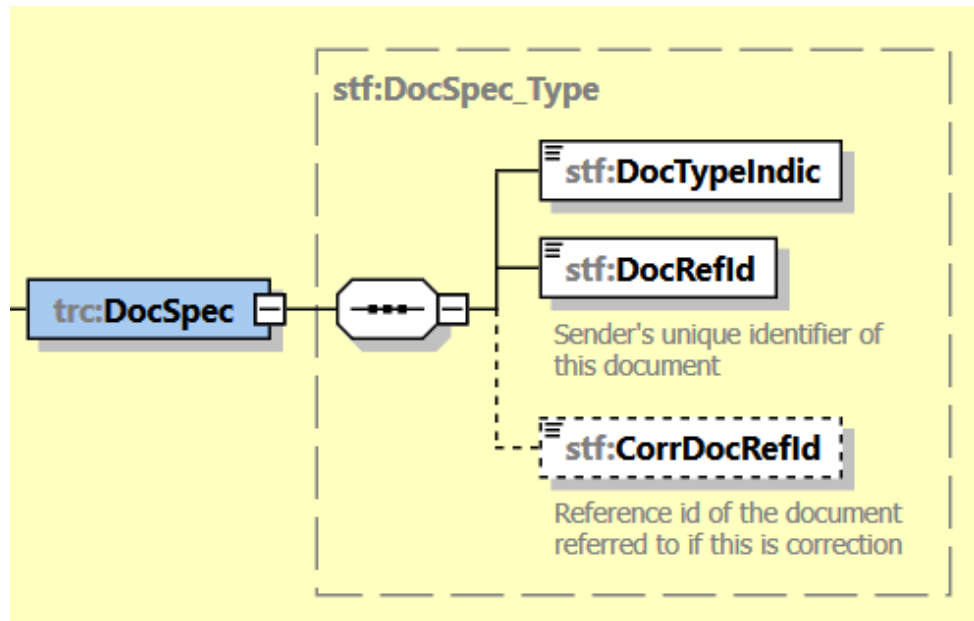 stf:DocSpec_Type
stf:DocTypeIndic
stf:DocRefId
Sender's unique identifier of
this document
trc:DocSpec
stf:CorrDocRefId
Reference id of the document
referred to if this is correction